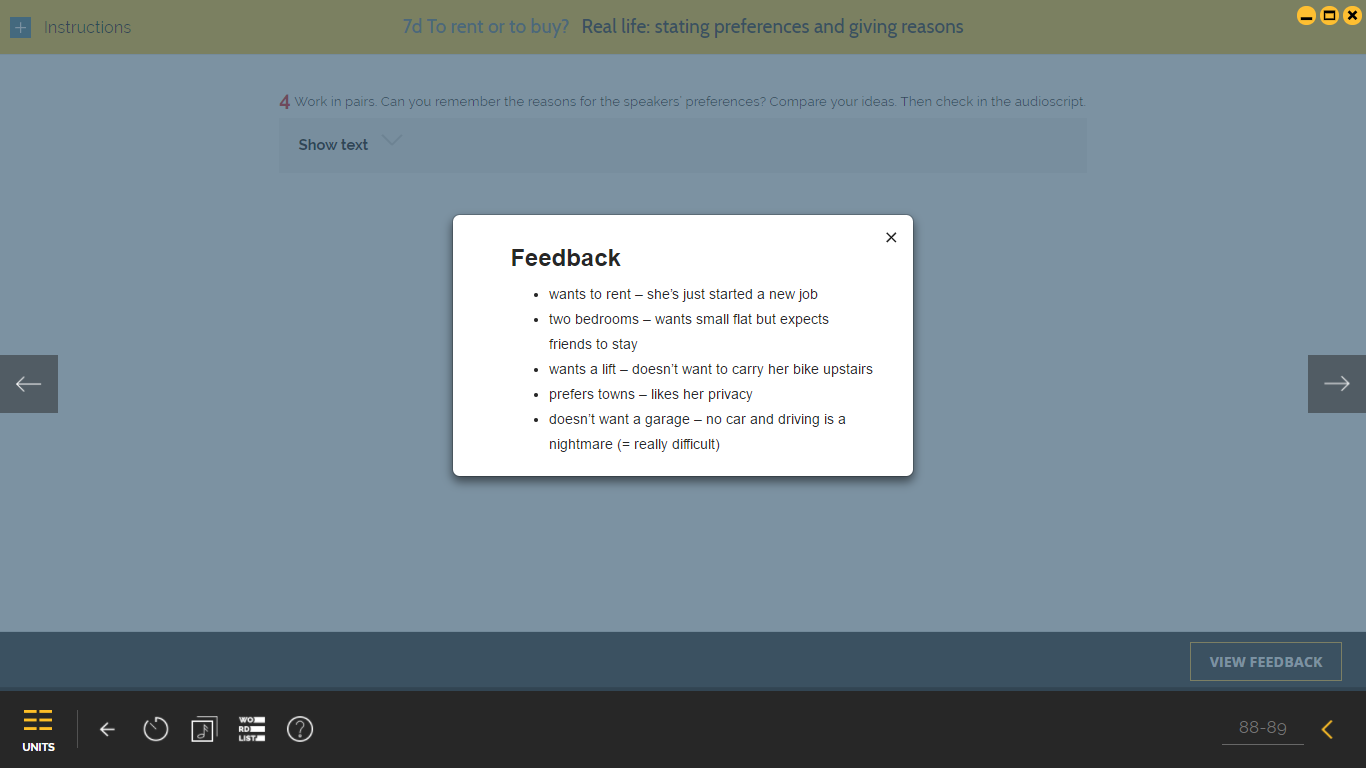 Instructions
7d To rent or to buy? Real life: stating preferences and giving reasons
4 Work in pairs. Can you remember the reasons for the speakers' preferences? Compare your ideas. Then check in the audioscript.
Show text
Feedback
• wants to rent – she's just started a new job
• two bedrooms – wants small flat but expects
friends to stay
• wants a lift – doesn't want to carry her bike upstairs
• prefers towns – likes her privacy
• doesn't want a garage – no car and driving is a
nightmare (= really difficult)
VIEW FEEDBACK
WO
RD
LIST
UNITS
88-89